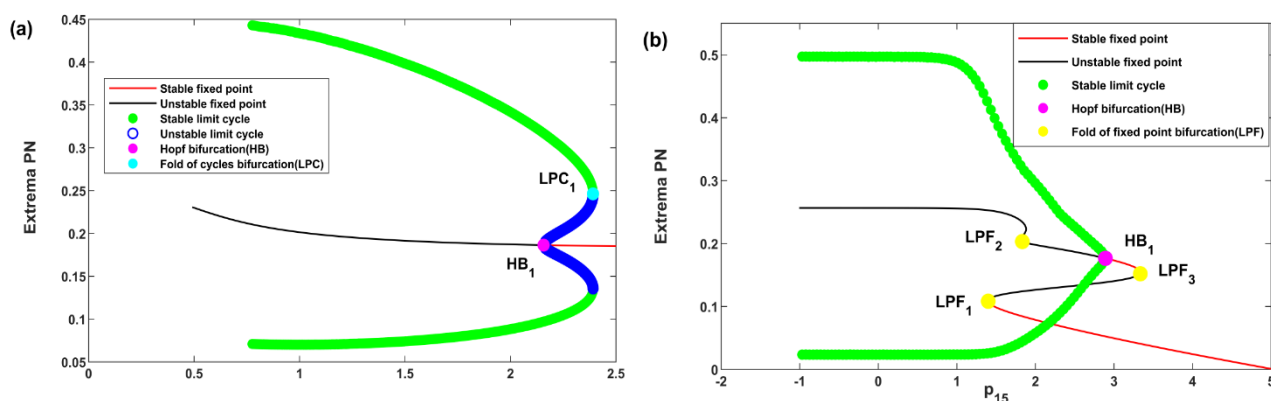 (a)
Extrema PN
0.45
0.4
0.35
0.3
0.25
0.2
0.15
0.1
0.05
0
0.5
1
1.5
2
2.5
Stable fixed point
Unstable fixed point
Stable limit cycle
Unstable limit cycle
Hopf bifurcation(HB)
Fold of cycles bifurcation(LPC)
LPC1
HB1
(b)
Extrema PN
0.5
0.4
0.3
0.2
0.1
0
-2
-1
0
1
2
3
4
5
p15
Stable fixed point
Unstable fixed point
Stable limit cycle
Hopf bifurcation(HB)
Fold of fixed point bifurcation(LPF)
LPF2
HB1
LPF3
LPF1